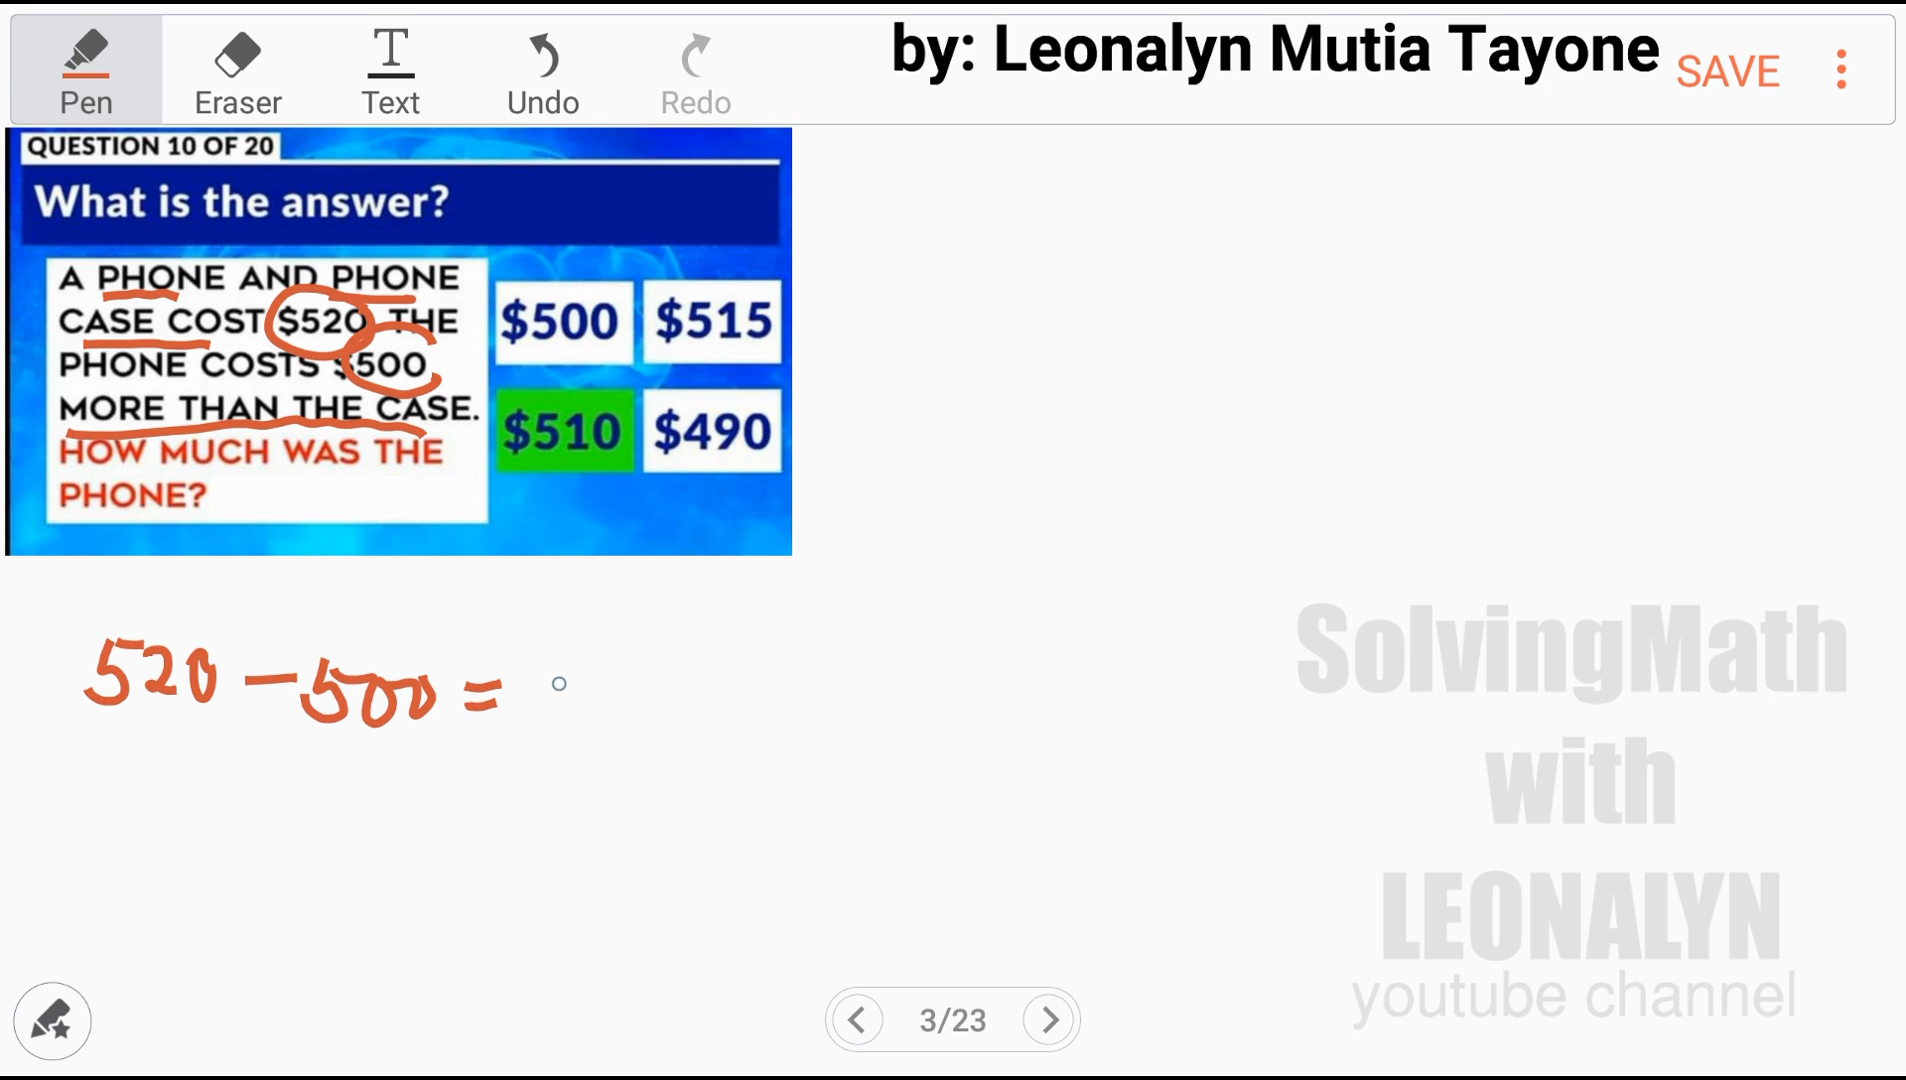 by: Leonalyn Mutia Tayone
Pen Eraser Text Undo Redo SAVE
QUESTION 10 OF 20
What is the answer?
A PHONE AND PHONE
CASE COST $520 THE
PHONE COSTS $500
MORE THAN THE CASE.
HOW MUCH WAS THE
PHONE?
$500 $515
$510 $490
520 - 500 =
SolvingMath
with
LEONALYN
youtube channel
3/23